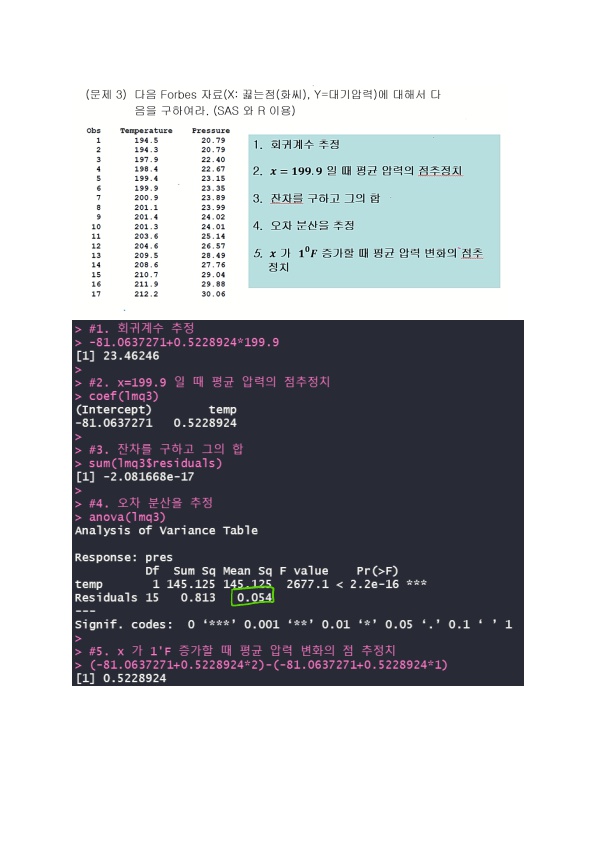 (문제 3) 다음 Forbes 자료(X: 끓는점(화씨), Y=대기압력)에 대해서 다
음을 구하여라. (SAS 와 R 이용)
Obs Temperature Pressure
1 194.5 20.79
2 194.3 20.79
3 197.9 22.40
4 198.4 22.67
5 199.4 23.15
6 199.9 23.35
7 200.9 23.89
8 201.1 23.99
9 201.4 24.02
10 201.3 24.01
11 203.6 25.14
12 204.6 26.57
13 209.5 28.49
14 208.6 27.76
15 210.7 29.04
16 211.9 29.88
17 212.2 30.06
1. 회귀계수 추정
2. x = 199.9 일 때 평균 압력의 점추정치
3. 잔차를 구하고 그의 합
4. 오차 분산을 추정
5. x 가 1⁰F 증가할 때 평균 압력 변화의 점추
정치
> #1. 회귀계수 추정
> -81.0637271+0.5228924*199.9
[1] 23.46246
>
> #2. x=199.9 일 때 평균 압력의 점추정치
> coef(lmq3)
(Intercept) temp
-81.0637271 0.5228924
>
> #3. 잔차를 구하고 그의 합
> sum(lmq3$residuals)
[1] -2.081668e-17
>
> #4. 오차 분산을 추정
> anova(lmq3)
Analysis of Variance Table
Response: pres
Df Sum Sq Mean Sq F value Pr(>F)
temp 1 145.125 145.125 2677.1 < 2.2e-16 ***
Residuals 15 0.813 0.054
---
Signif. codes: 0 ‘***’ 0.001 ‘**’ 0.01 ‘*’ 0.05 ‘.’ 0.1 ‘ ’ 1
>
> #5. x 가 1'F 증가할 때 평균 압력 변화의 점 추정치
> (-81.0637271+0.5228924*2)-(-81.0637271+0.5228924*1)
[1] 0.5228924